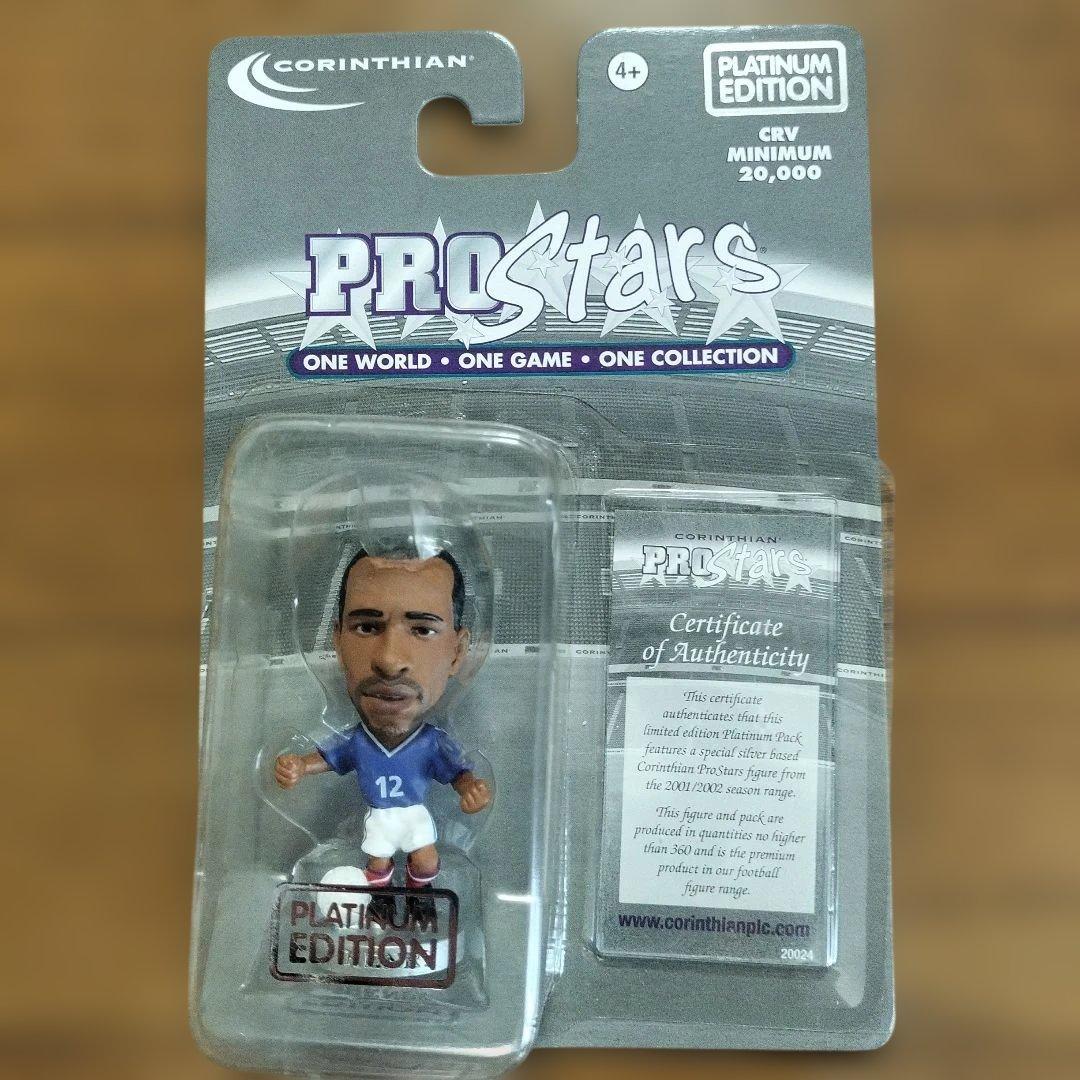 CORINTHIAN®
4+
PLATINUM
EDITION
CRV
MINIMUM
20,000
PROStars®
ONE WORLD • ONE GAME • ONE COLLECTION
12
PLATINUM
EDITION
CORINTHIAN®
PROStars
Certificate
of Authenticity
This certificate
authenticates that this
limited edition Platinum Pack
features a special silver based
Corinthian ProStars figure from
the 2001/2002 season range.
This figure and pack are
produced in quantities no higher
than 360 and is the premium
product in our football
figure range.
www.corinthianplc.com
20024